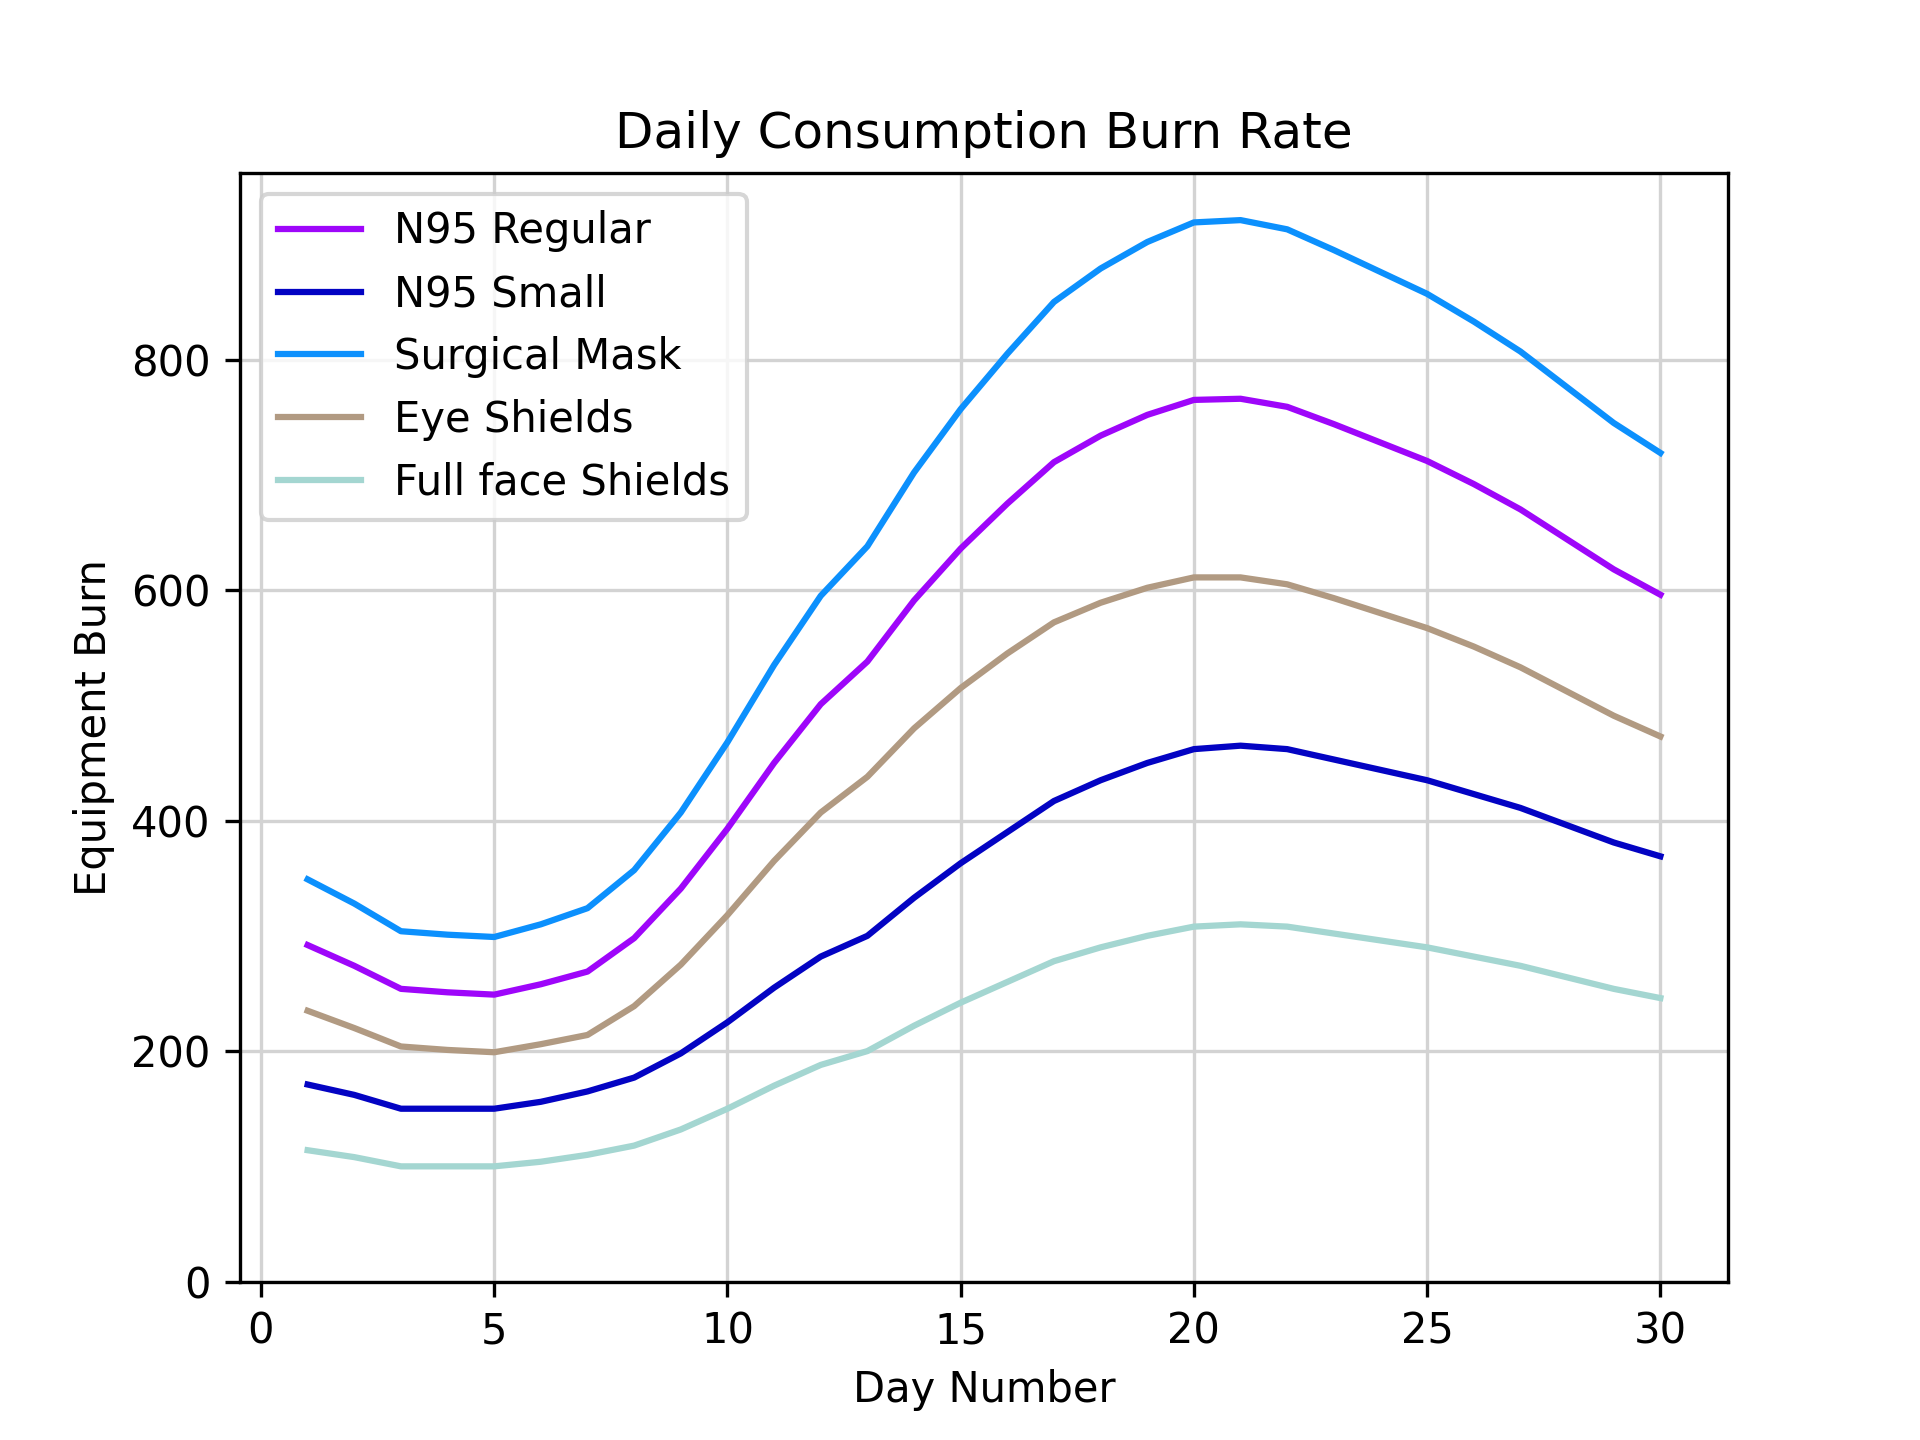 Daily Consumption Burn Rate
N95 Regular
N95 Small
Surgical Mask
Eye Shields
Full face Shields
Equipment Burn
800
600
400
200
0
0 5 10 15 20 25 30
Day Number